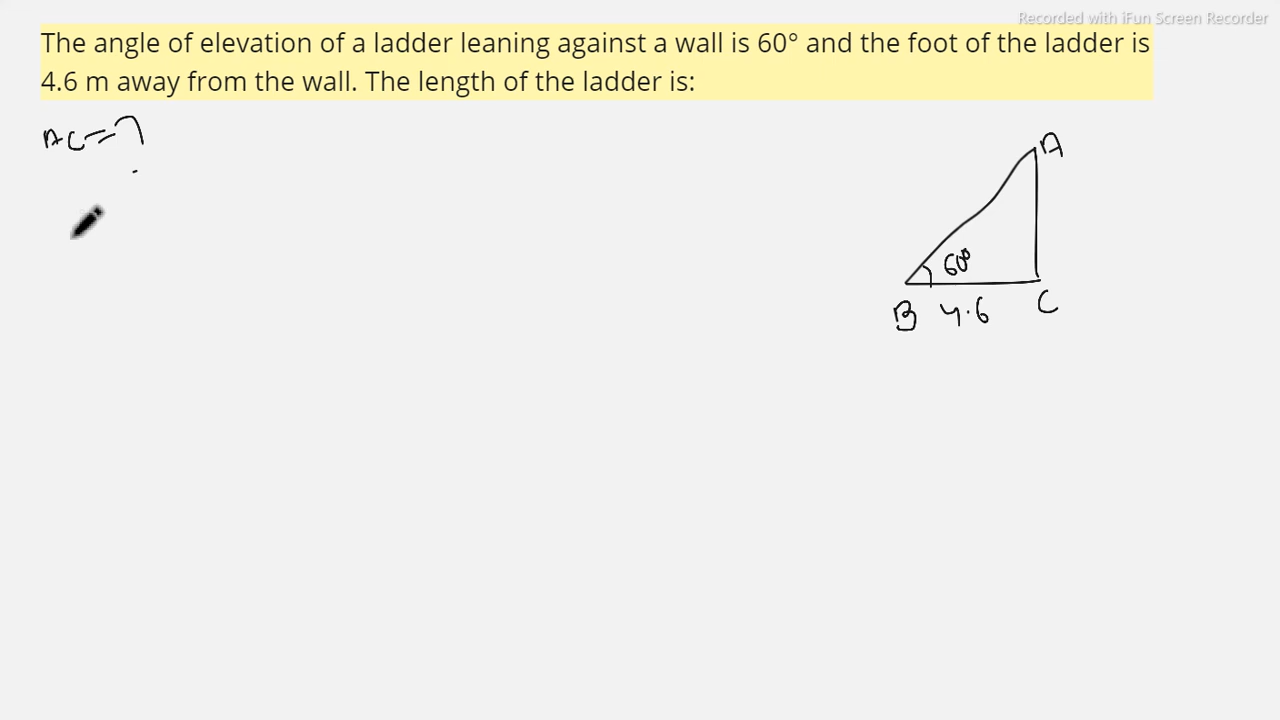 Recorded with iFun Screen Recorder
The angle of elevation of a ladder leaning against a wall is 60° and the foot of the ladder is
4.6 m away from the wall. The length of the ladder is:
AC=?
A
60°
B 4.6 C